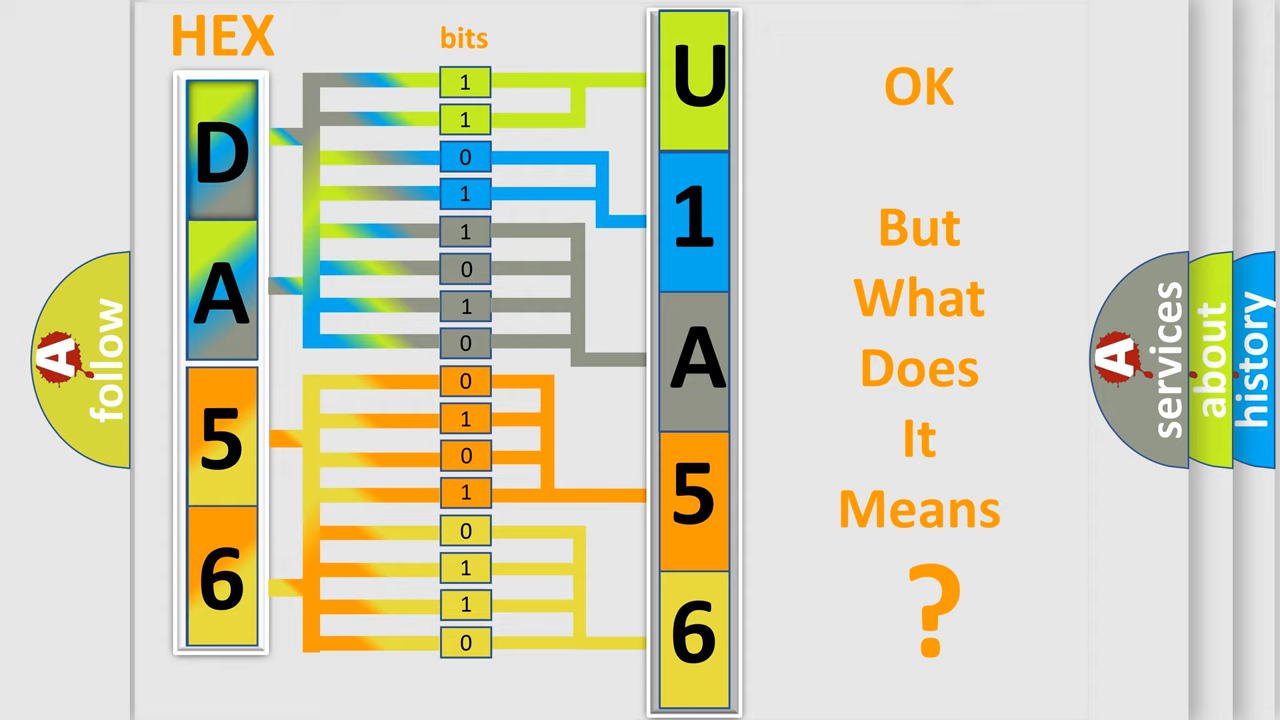 HEX
bits
D
A
5
6
1
1
0
1
1
0
1
0
0
1
0
1
0
1
1
0
U
1
A
5
6
OK
But
What
Does
It
Means
?
A
follow
A
services
about
history